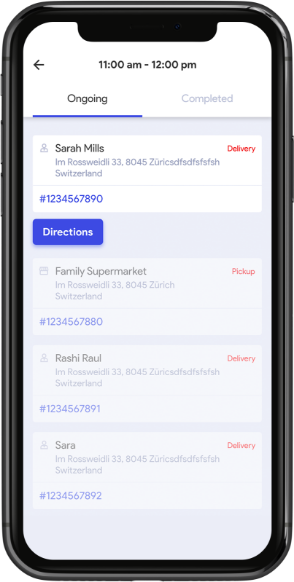 11:00 am - 12:00 pm
Ongoing
Completed
Sarah Mills
Delivery
Im Rossweidli 33, 8045 Züricsdfsdfsfsfsh
Switzerland
#1234567890
Directions
Family Supermarket
Pickup
Im Rossweidli 33, 8045 Zürich
Switzerland
#1234567880
Rashi Raul
Delivery
Im Rossweidli 33, 8045 Züricsdfsdfsfsfsh
Switzerland
#1234567891
Sara
Delivery
Im Rossweidli 33, 8045 Züricsdfsdfsfsfsh
Switzerland
#1234567892